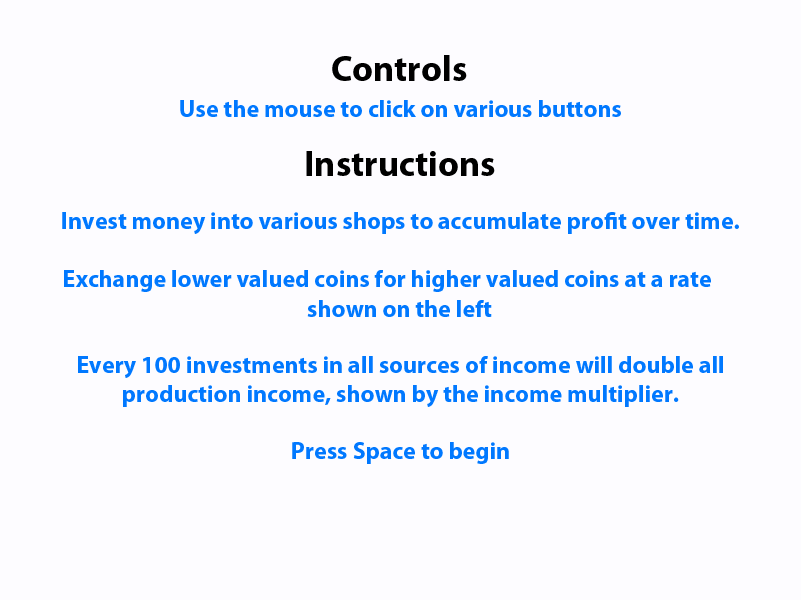 Controls
Use the mouse to click on various buttons
Instructions
Invest money into various shops to accumulate profit over time.
Exchange lower valued coins for higher valued coins at a rate
shown on the left
Every 100 investments in all sources of income will double all
production income, shown by the income multiplier.
Press Space to begin